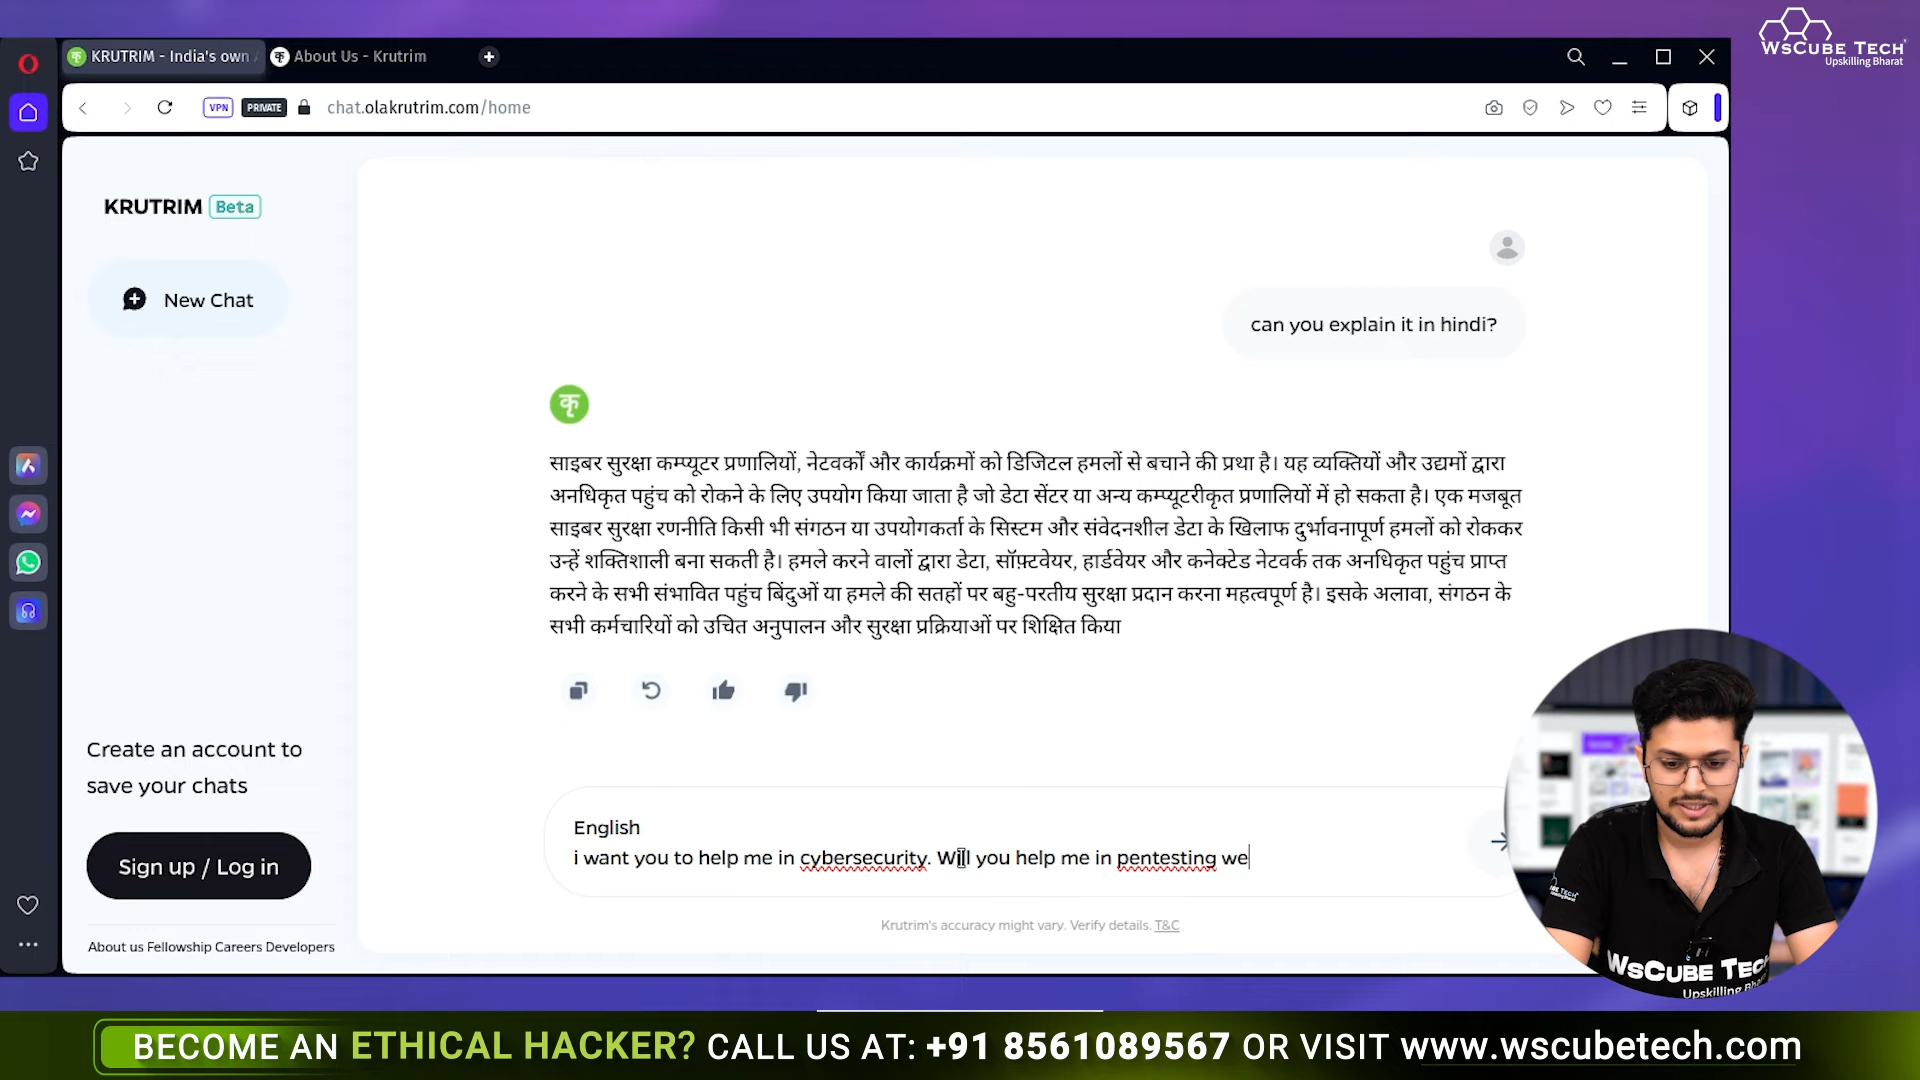 WsCUBE TECH
Upskilling Bharat
KRUTRIM - India's own
About Us - Krutrim
VPN
PRIVATE
chat.olakrutrim.com/home
KRUTRIM Beta
New Chat
can you explain it in hindi?
कृ
साइबर सुरक्षा कम्प्यूटर प्रणालियों, नेटवर्कों और कार्यक्रमों को डिजिटल हमलों से बचाने की प्रथा है। यह व्यक्तियों और उद्यमों द्वारा
अनधिकृत पहुंच को रोकने के लिए उपयोग किया जाता है जो डेटा सेंटर या अन्य कम्प्यूटरीकृत प्रणालियों में हो सकता है। एक मजबूत
साइबर सुरक्षा रणनीति किसी भी संगठन या उपयोगकर्ता के सिस्टम और संवेदनशील डेटा के खिलाफ दुर्भावनापूर्ण हमलों को रोककर
उन्हें शक्तिशाली बना सकती है। हमले करने वालों द्वारा डेटा, सॉफ़्टवेयर, हार्डवेयर और कनेक्टेड नेटवर्क तक अनधिकृत पहुंच प्राप्त
करने के सभी संभावित पहुंच बिंदुओं या हमले की सतहों पर बहु-परतीय सुरक्षा प्रदान करना महत्वपूर्ण है। इसके अलावा, संगठन के
सभी कर्मचारियों को उचित अनुपालन और सुरक्षा प्रक्रियाओं पर शिक्षित किया
Create an account to
save your chats
Sign up / Log in
About us Fellowship Careers Developers
English
i want you to help me in cybersecurity. Will you help me in pentesting we
Krutrim's accuracy might vary. Verify details. T&C
WsCUBE TEC
Upskilling
BECOME AN ETHICAL HACKER? CALL US AT: +91 8561089567 OR VISIT www.wscubetech.com